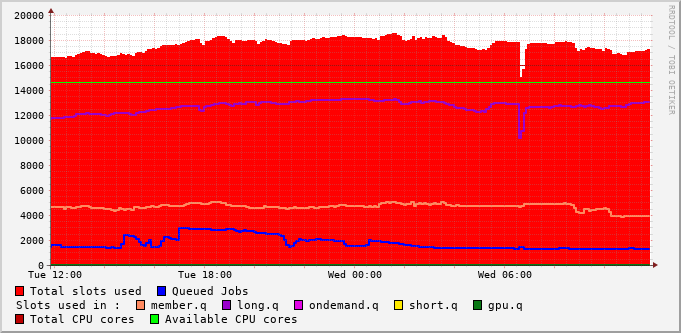 20000
18000
16000
14000
12000
10000
8000
6000
4000
2000
0
Tue 12:00 Tue 18:00 Wed 00:00 Wed 06:00
Total slots used Queued Jobs
Slots used in : member.q long.q ondemand.q short.q gpu.q
Total CPU cores Available CPU cores
RRDTOOL / TOBI OETIKER